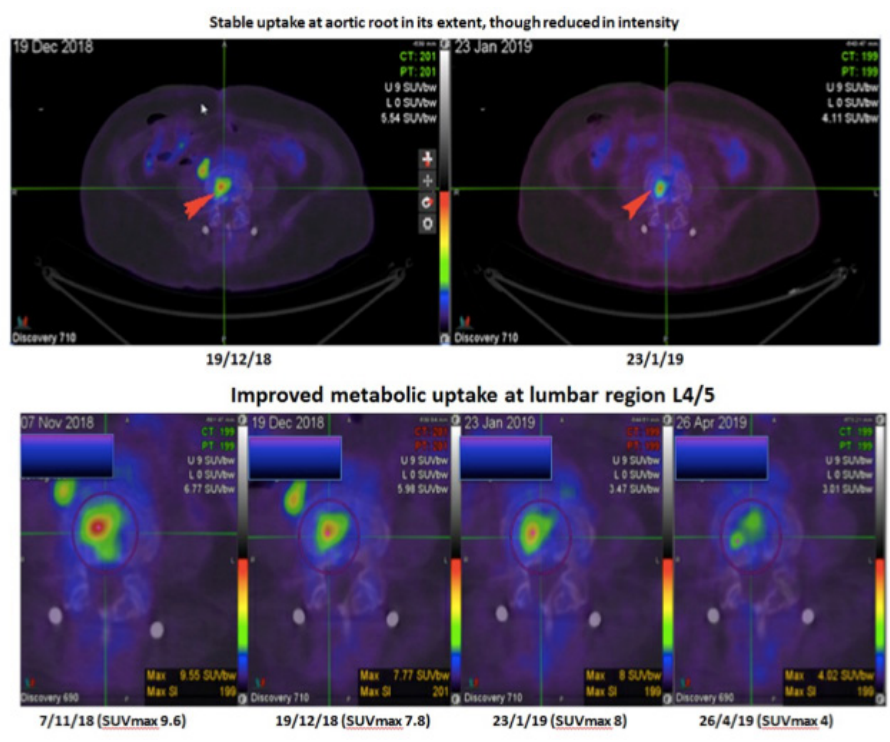 Stable uptake at aortic root in its extent, though reduced in intensity
19 Dec 2018
CT: 201
PT: 201
U 9 SUVbw
L 0 SUVbw
5.54 SUVbw
Discovery 710
23 Jan 2019
CT: 199
PT: 199
U 9 SUVbw
L 0 SUVbw
4.11 SUVbw
Discovery 710
19/12/18
23/1/19
Improved metabolic uptake at lumbar region L4/5
07 Nov 2018
CT: 199
PT: 199
U 9 SUVbw
L 0 SUVbw
6.77 SUVbw
Max 9.55 SUVbw
Max SI 199
Discovery 690
19 Dec 2018
CT: 201
PT: 201
U 9 SUVbw
L 0 SUVbw
5.98 SUVbw
Max 7.77 SUVbw
Max SI 201
Discovery 710
23 Jan 2019
U 9 SUVbw
L 0 SUVbw
3.47 SUVbw
Max 8 SUVbw
Max SI 199
Discovery 710
26 Apr 2019
CT: 199
PT: 199
U 9 SUVbw
L 0 SUVbw
3.01 SUVbw
Max 4.02 SUVbw
Max SI 199
Discovery 690
7/11/18 (SUVmax 9.6)
19/12/18 (SUVmax 7.8)
23/1/19 (SUVmax 8)
26/4/19 (SUVmax 4)